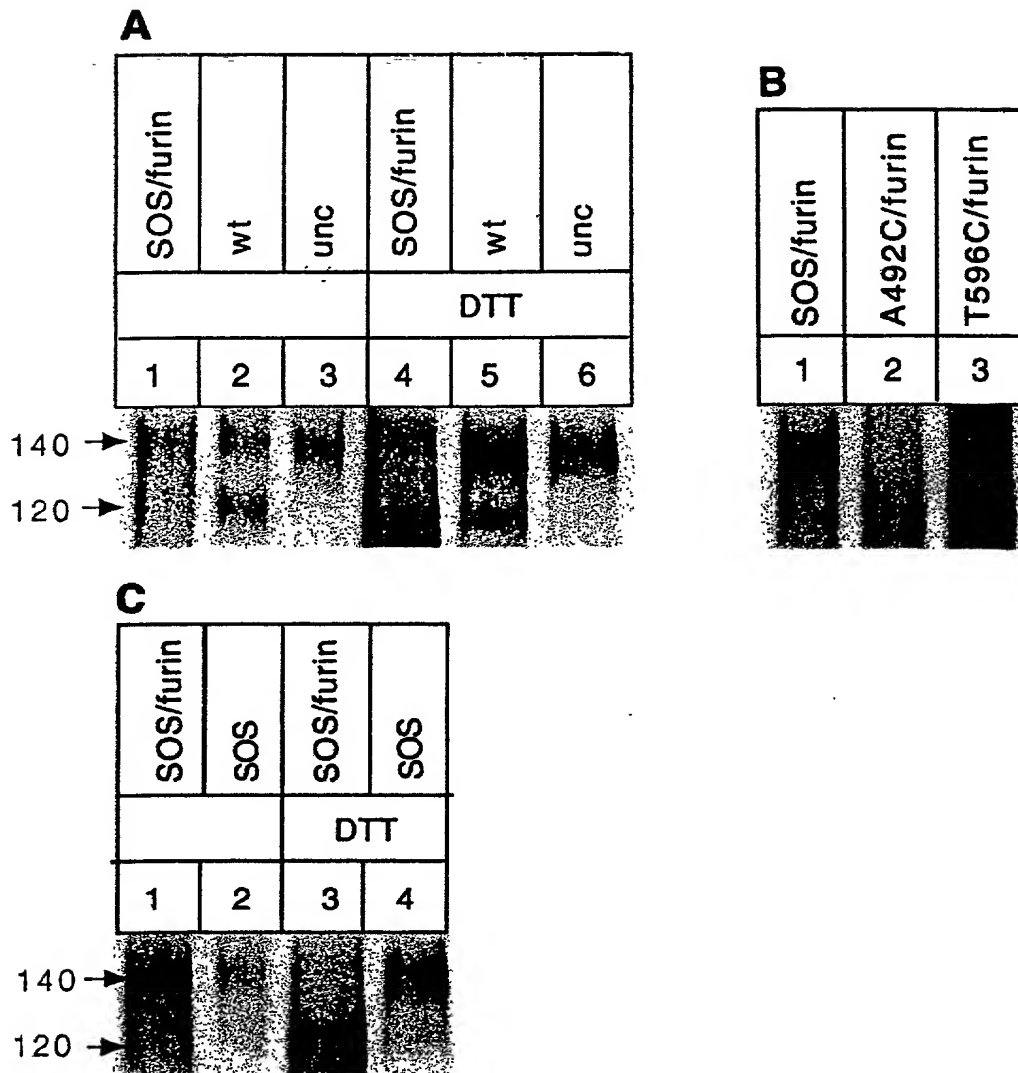 A
SOS/furin wt unc SOS/furin wt unc
DTT
1 2 3 4 5 6
140
120
B
SOS/furin A492C/furin T596C/furin
1 2 3
C
SOS/furin SOS SOS/furin SOS
DTT
1 2 3 4
140
120